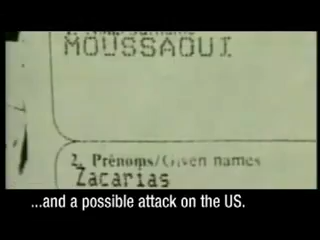 MOUSSAOUI
2. Prénoms/Given names
Zacarias
...and a possible attack on the US.